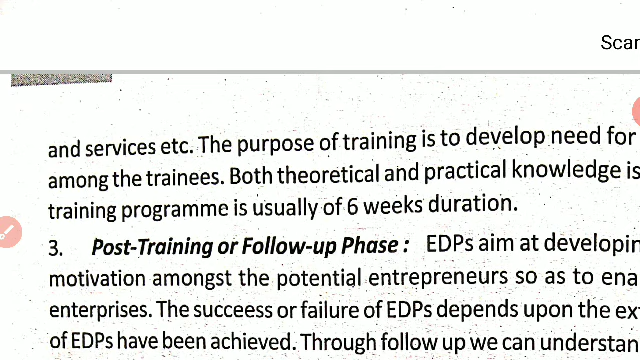 Scar
and services etc. The purpose of training is to develop need for
among the trainees. Both theoretical and practical knowledge is
training programme is usually of 6 weeks duration.
3. Post-Training or Follow-up Phase : EDPs aim at developin
motivation amongst the potential entrepreneurs so as to ena
enterprises. The succeess or failure of EDPs depends upon the ex
of EDPs have been achieved. Through follow up we can understan